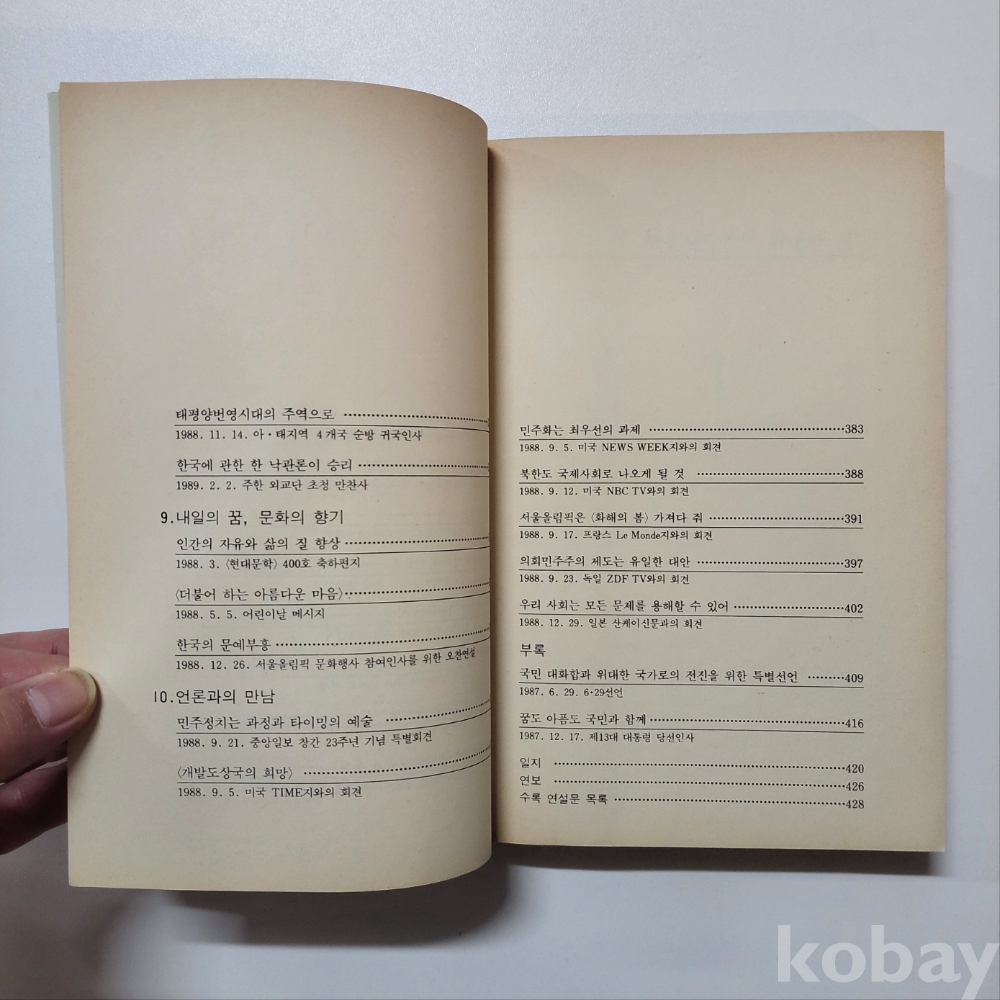 태평양번영시대의 주역으로
1988. 11. 14. 아·태지역 4개국 순방 귀국인사
한국에 관한 한 낙관론이 승리
1989. 2. 2. 주한 외교단 초청 만찬사
9. 내일의 꿈, 문화의 향기
인간의 자유와 삶의 질 향상
1988. 3. 〈현대문학〉 400호 축하편지
〈더불어 하는 아름다운 마음〉
1988. 5. 5. 어린이날 메시지
한국의 문예부흥
1988. 12. 26. 서울올림픽 문화행사 참여인사를 위한 오찬연설
10. 언론과의 만남
민주정치는 과정과 타이밍의 예술
1988. 9. 21. 중앙일보 창간 23주년 기념 특별회견
〈개발도상국의 희망〉
1988. 9. 5. 미국 TIME지와의 회견
민주화는 최우선의 과제 383
1988. 9. 5. 미국 NEWS WEEK지와의 회견
북한도 국제사회로 나오게 될 것 388
1988. 9. 12. 미국 NBC TV와의 회견
서울올림픽은 〈화해의 봄〉 가져다 줘 391
1988. 9. 17. 프랑스 Le Monde지와의 회견
의회민주주의 제도는 유일한 대안 397
1988. 9. 23. 독일 ZDF TV와의 회견
우리 사회는 모든 문제를 용해할 수 있어 402
1988. 12. 29. 일본 산케이신문과의 회견
부록
국민 대화합과 위대한 국가로의 전진을 위한 특별선언 409
1987. 6. 29. 6·29선언
꿈도 아픔도 국민과 함께 416
1987. 12. 17. 제13대 대통령 당선인사
일지 420
연보 426
수록 연설문 목록 428
kobay